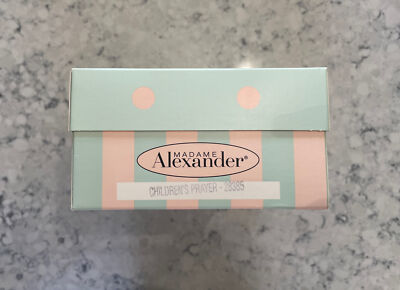 MADAME
Alexander®
CHILDREN'S PRAYER - 28385